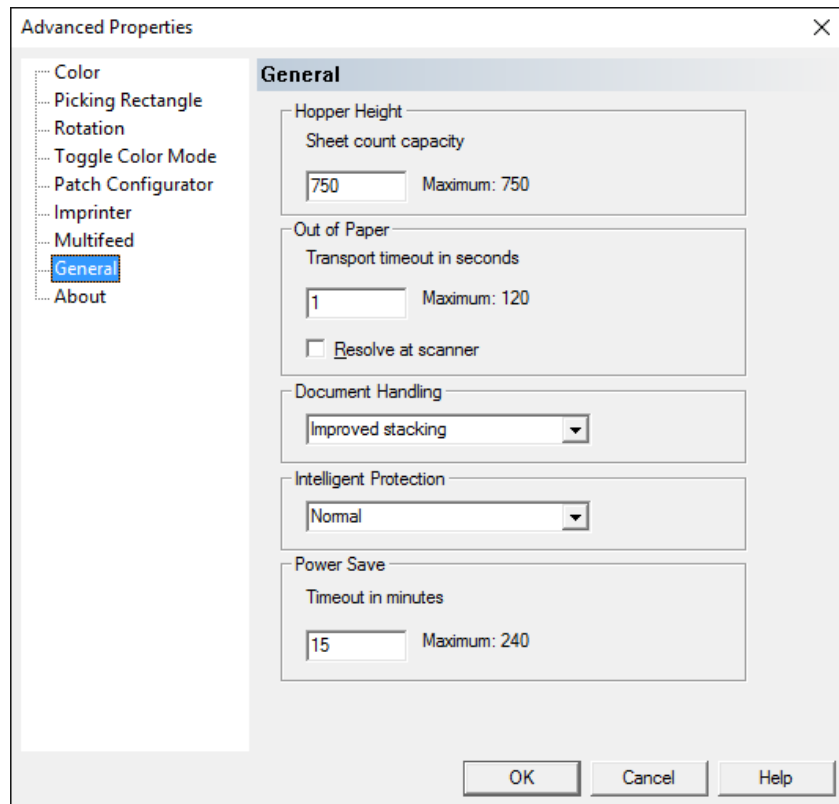 Advanced Properties
Color
Picking Rectangle
Rotation
Toggle Color Mode
Patch Configurator
Imprinter
Multifeed
General
About
General
Hopper Height
Sheet count capacity
750 Maximum: 750
Out of Paper
Transport timeout in seconds
1 Maximum: 120
Resolve at scanner
Document Handling
Improved stacking
Intelligent Protection
Normal
Power Save
Timeout in minutes
15 Maximum: 240
OK Cancel Help